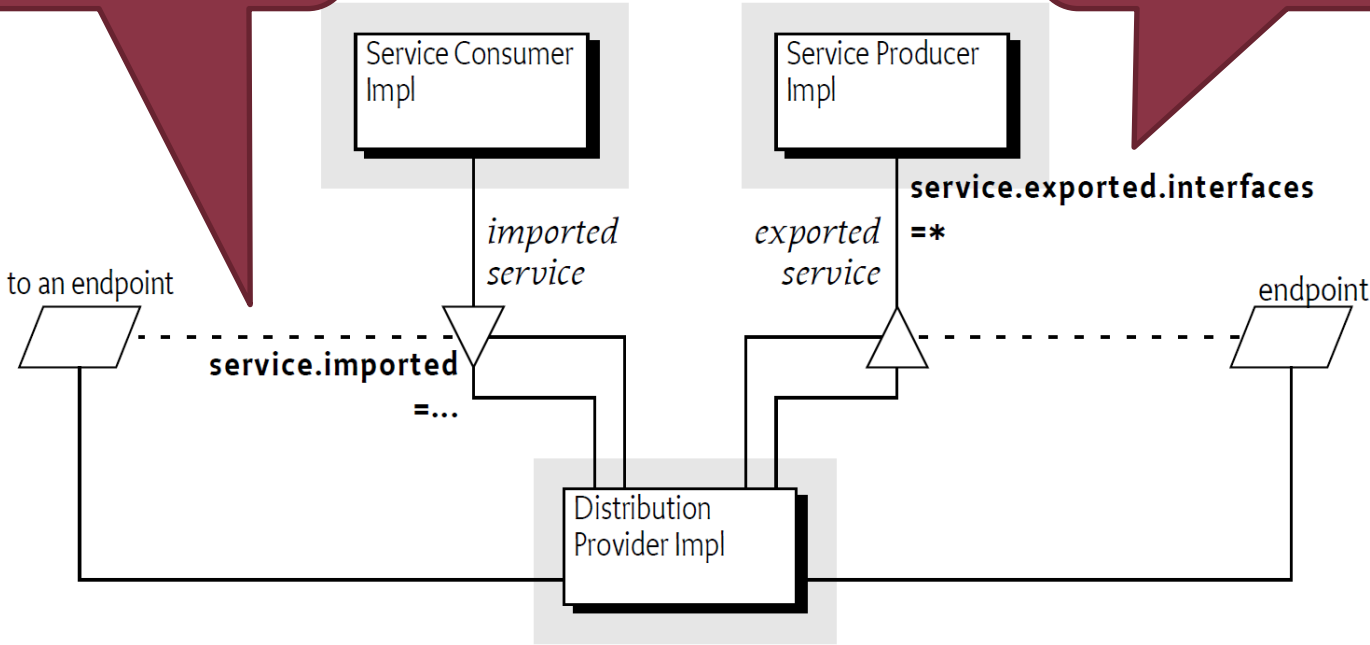 Service Consumer
Impl
Service Producer
Impl
service.exported.interfaces
=*
imported
service
exported
service
to an endpoint
endpoint
service.imported
=...
Distribution
Provider Impl